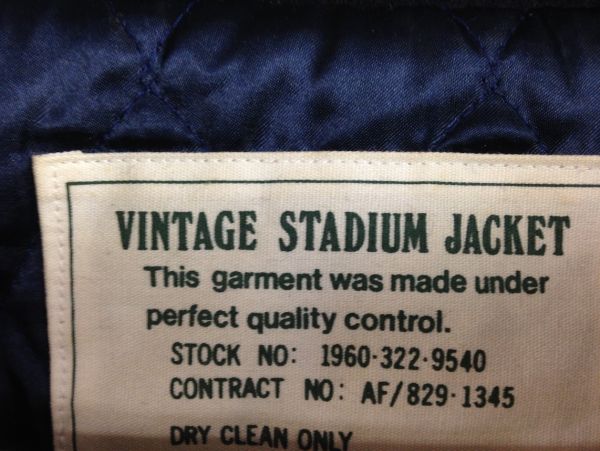 VINTAGE STADIUM JACKET
This garment was made under
perfect quality control.
STOCK NO: 1960·322·9540
CONTRACT NO: AF/829·1345
DRY CLEAN ONLY